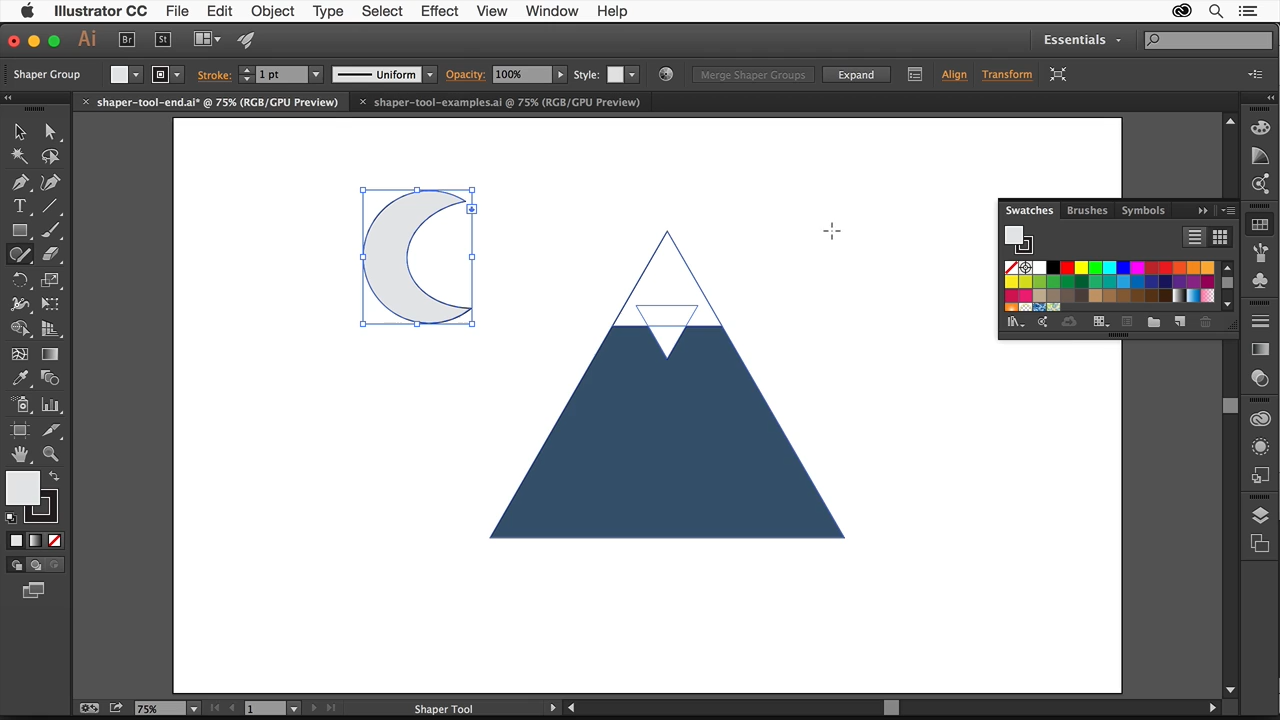 Illustrator CC File Edit Object Type Select Effect View Window Help
Ai Br St Essentials
Shaper Group Stroke: 1 pt Uniform Opacity: 100% Style: Merge Shaper Groups Expand Align Transform
shaper-tool-end.ai* @ 75% (RGB/GPU Preview) shaper-tool-examples.ai @ 75% (RGB/GPU Preview)
Swatches Brushes Symbols
75% 1 Shaper Tool